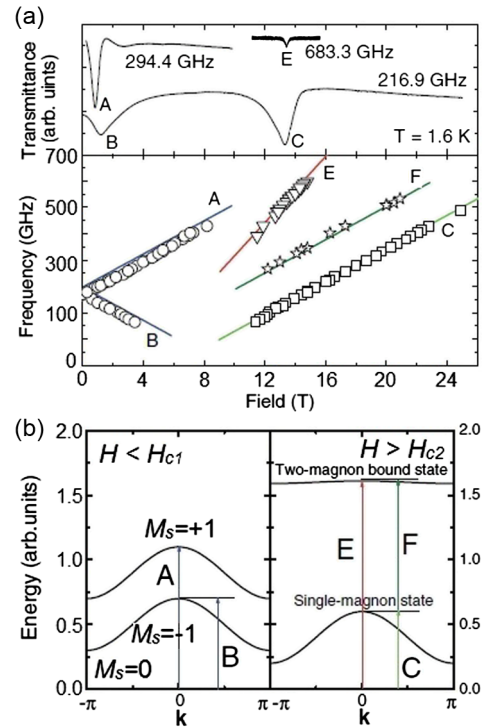 (a)
Transmittance
(arb. uints)
294.4 GHz
E
683.3 GHz
216.9 GHz
A
B
C
T = 1.6 K
Frequency (GHz)
700
500
300
100
0
A
B
E
F
C
0 4 8 12 16 20 24
Field (T)
(b)
Energy (arb.units)
2.0
1.5
1.0
0.5
0.0
H < Hc1
Ms=+1
A
Ms=-1
Ms=0
B
-π 0 π
k
H > Hc2
Two-magnon bound state
E
F
Single-magnon state
C
2.0
1.5
1.0
0.5
0.0
-π 0 π
k